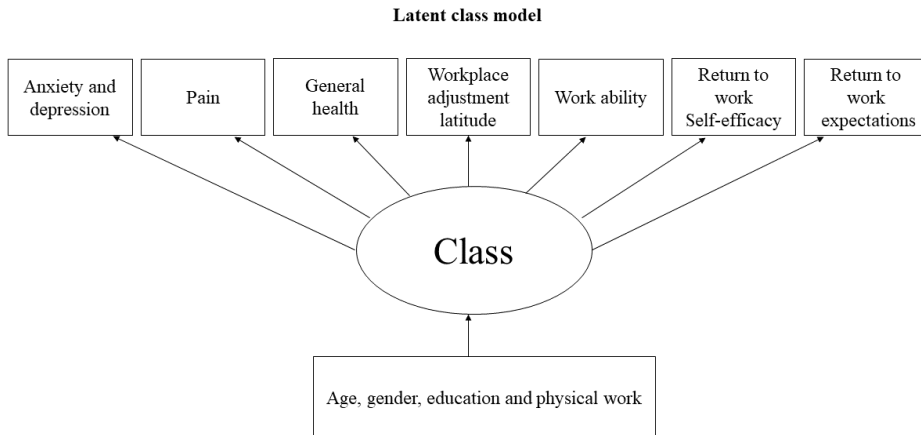 Latent class model
Anxiety and
depression
Pain
General
health
Workplace
adjustment
latitude
Work ability
Return to
work
Self-efficacy
Return to
work
expectations
Class
Age, gender, education and physical work